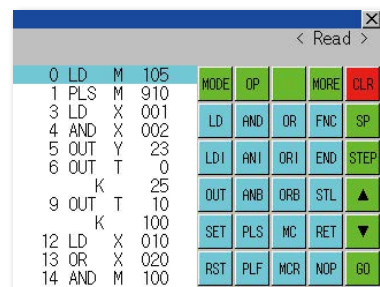 X
< Read >
0 LD M 105
1 PLS M 910
3 LD X 001
4 AND X 002
5 OUT Y 23
6 OUT T 0
K 25
9 OUT T 10
K 100
12 LD X 010
13 OR X 020
14 AND M 100
MODE OP MORE CLR
LD AND OR FNC SP
LDI ANI ORI END STEP
OUT ANB ORB STL ▲
SET PLS MC RET ▼
RST PLF MCR NOP GO